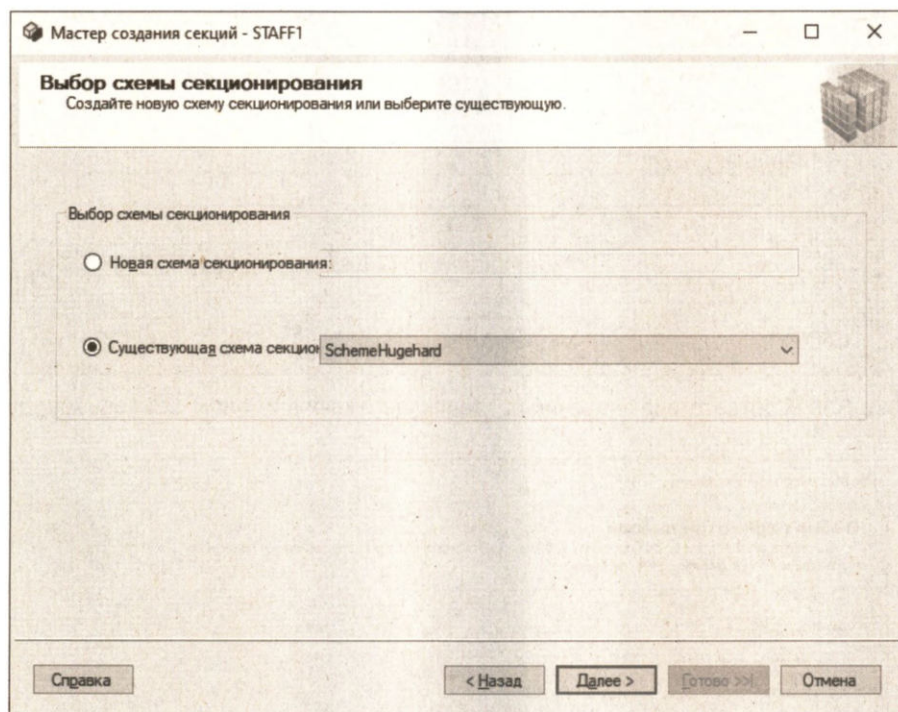 Мастер создания секций - STAFF1
Выбор схемы секционирования
Создайте новую схему секционирования или выберите существующую.
Выбор схемы секционирования
Новая схема секционирования:
Существующая схема секцион SchemeHugehard
Справка
< Назад Далее > Готово >>| Отмена